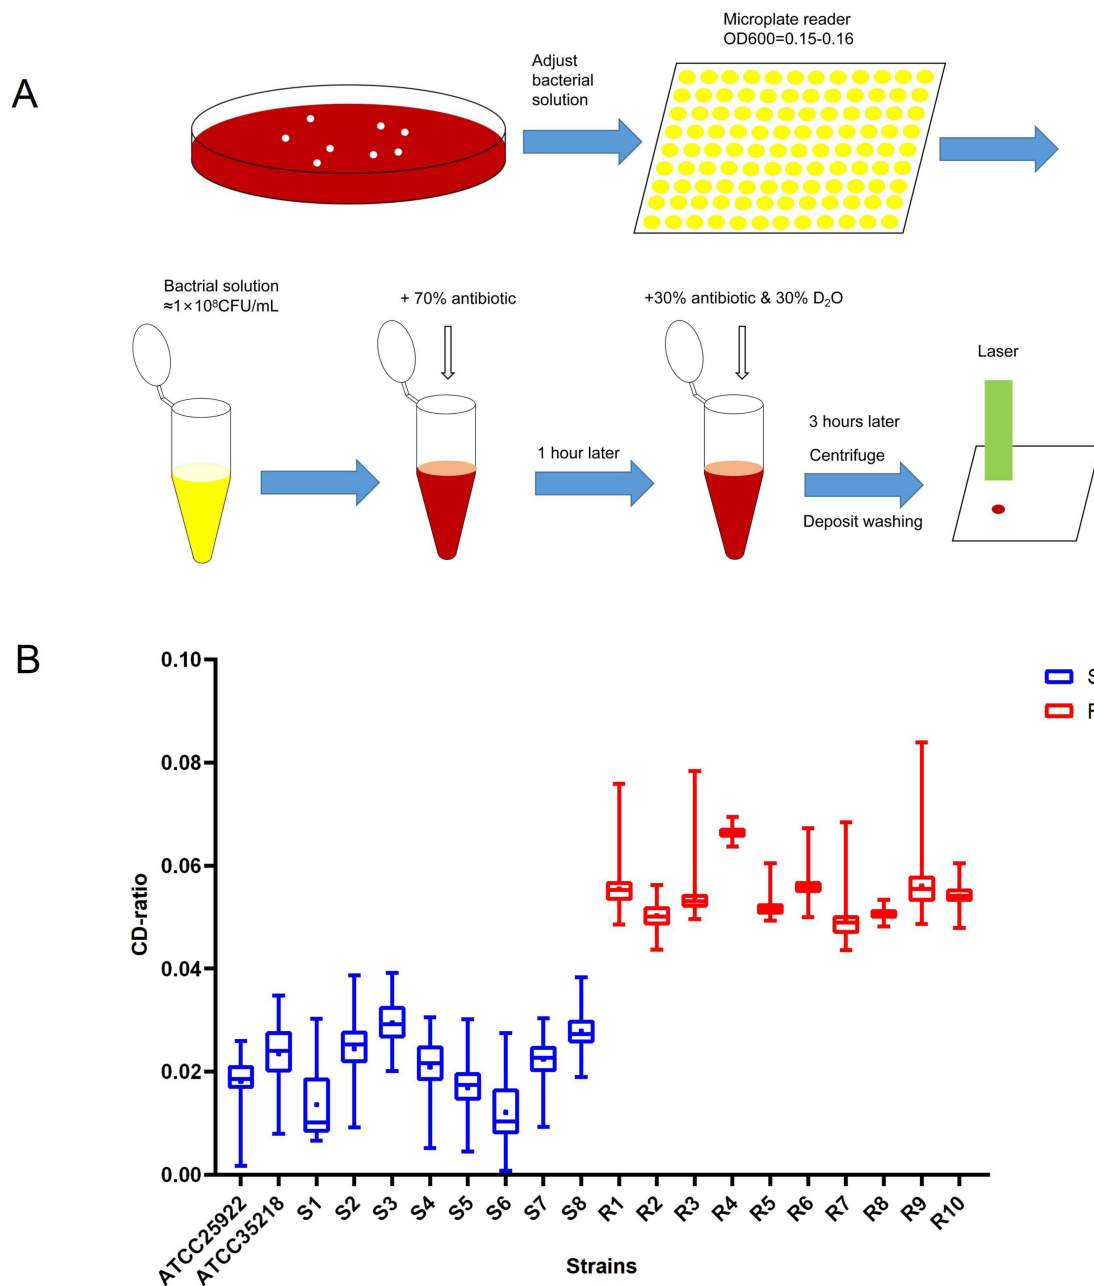 A
Microplate reader
OD600=0.15-0.16
Adjust
bacterial
solution
Bactrial solution
≈1×10⁸CFU/mL
+ 70% antibiotic
+30% antibiotic & 30% D₂O
Laser
1 hour later
3 hours later
Centrifuge
Deposit washing
B
0.10
0.08
0.06
0.04
0.02
0.00
CD-ratio
S
ATCC25922
ATCC35218
S1
S2
S3
S4
S5
S6
S7
S8
R1
R2
R3
R4
R5
R6
R7
R8
R9
R10
Strains